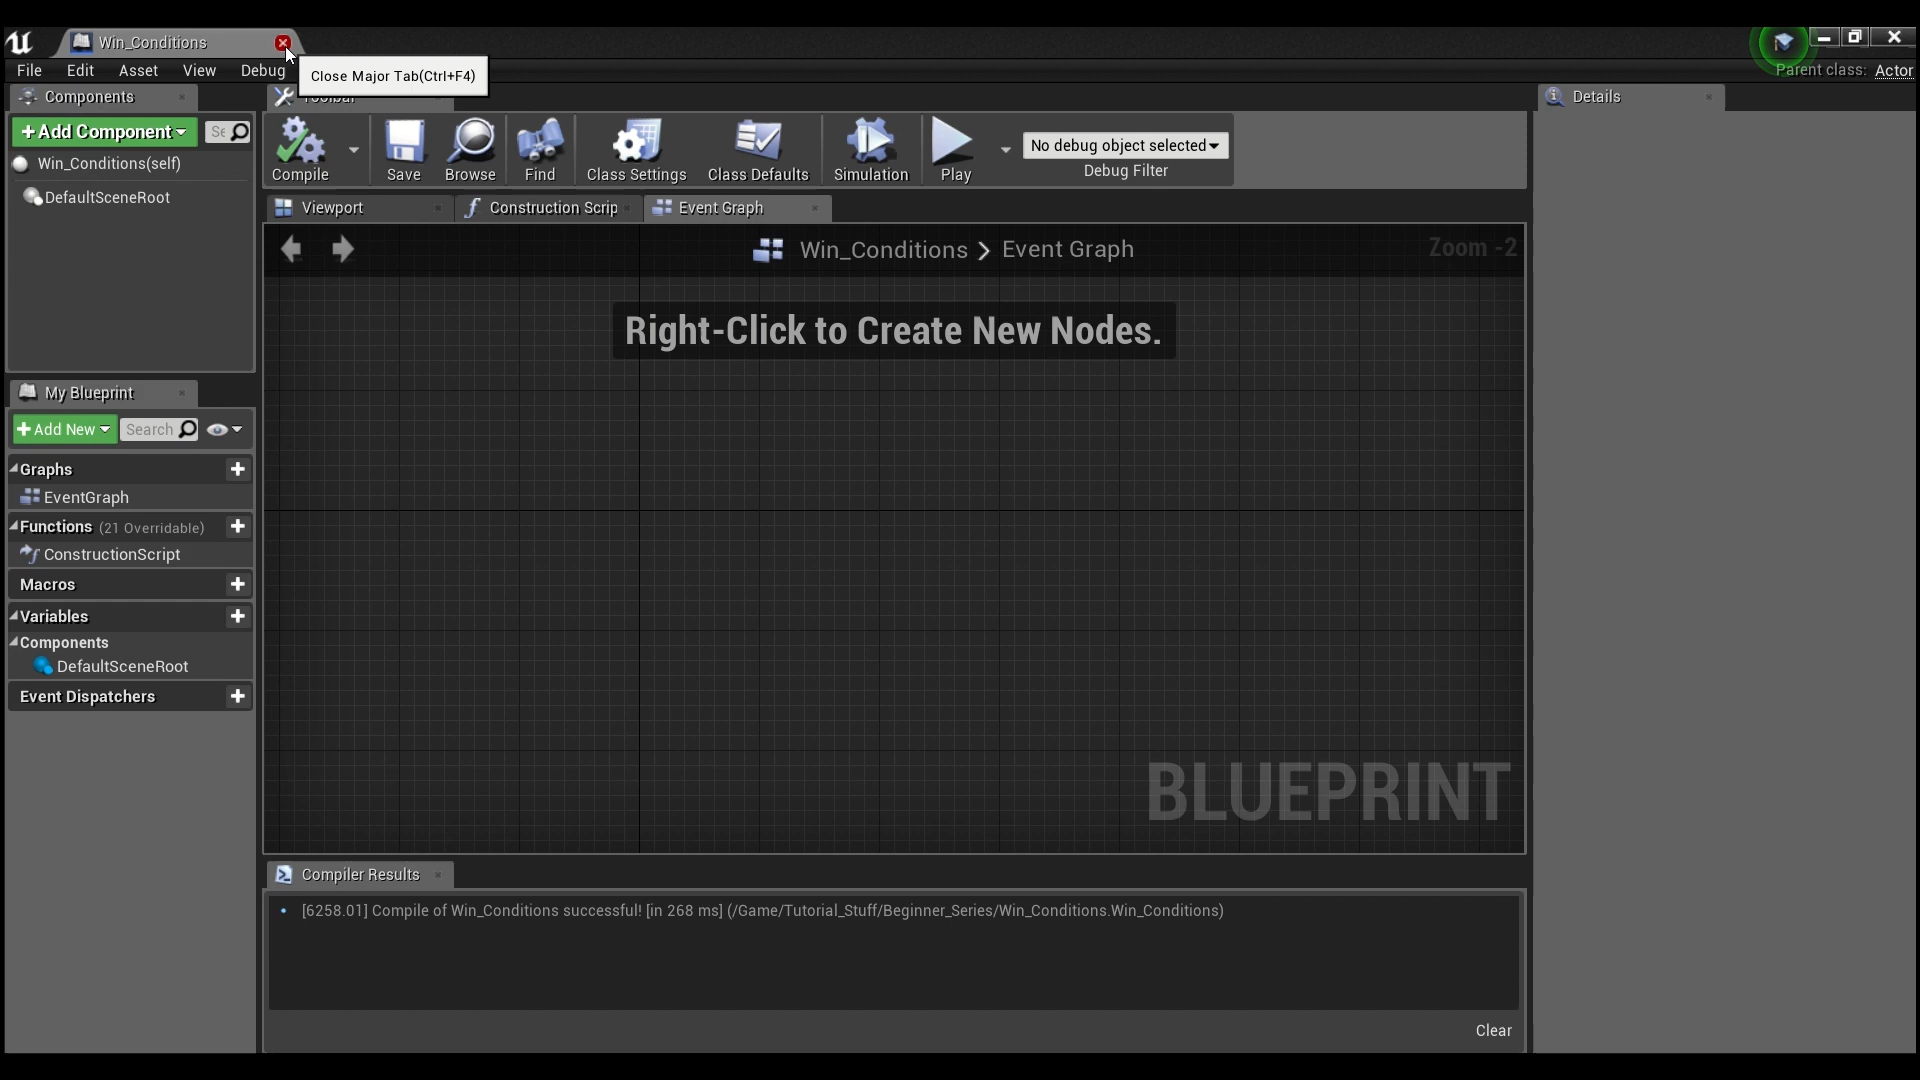 Win_Conditions
File Edit Asset View Debug
Close Major Tab(Ctrl+F4)
Parent class: Actor
Components
Toolbar
Details
Add Component
Se
Win_Conditions(self)
DefaultSceneRoot
Compile
Save
Browse
Find
Class Settings
Class Defaults
Simulation
Play
No debug object selected
Debug Filter
Viewport
Construction Scrip
Event Graph
Win_Conditions > Event Graph
Zoom -2
Right-Click to Create New Nodes.
My Blueprint
Add New
Search
Graphs
EventGraph
Functions (21 Overridable)
ConstructionScript
Macros
Variables
Components
DefaultSceneRoot
Event Dispatchers
BLUEPRINT
Compiler Results
[6258.01] Compile of Win_Conditions successful! [in 268 ms] (/Game/Tutorial_Stuff/Beginner_Series/Win_Conditions.Win_Conditions)
Clear